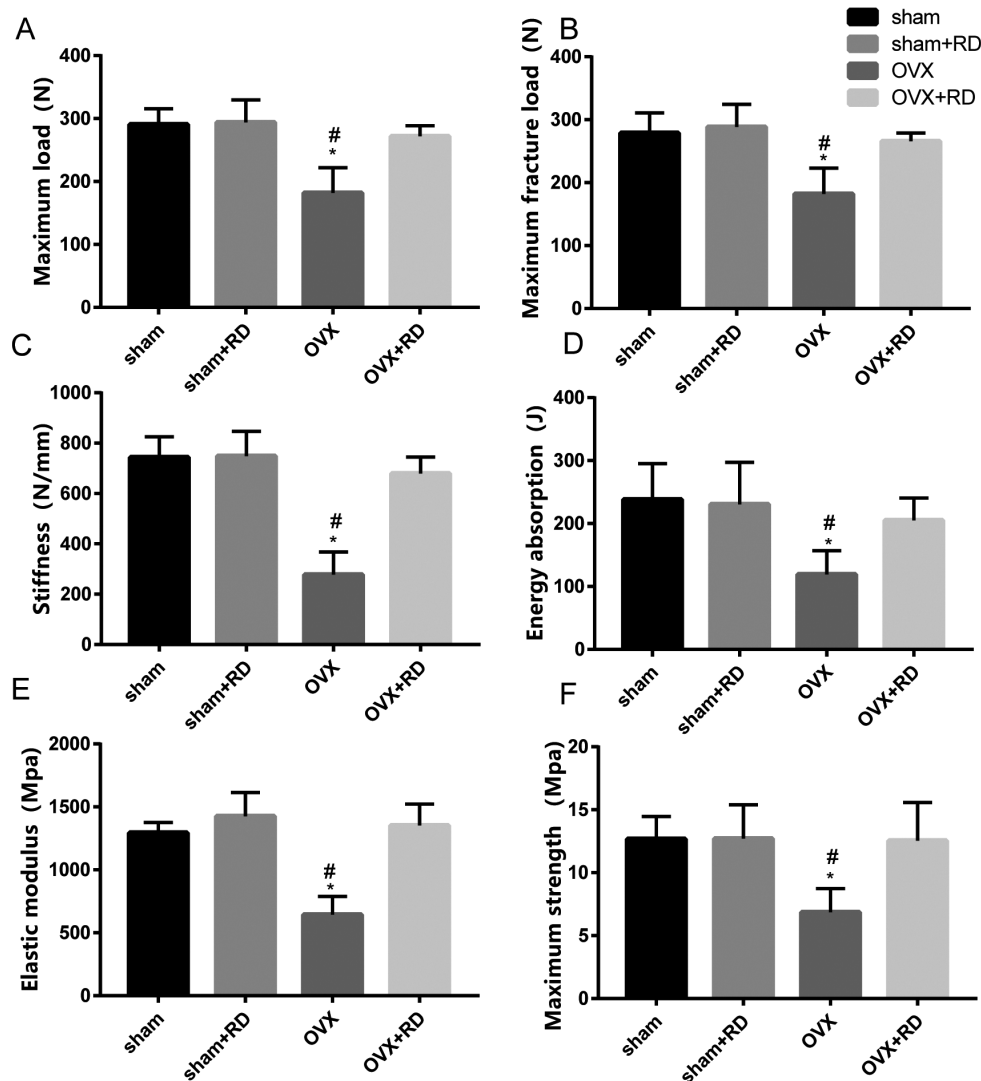 A
Maximum load (N)
400
300
200
100
0
#
*
sham
sham+RD
OVX
OVX+RD
B
Maximum fracture load (N)
400
300
200
100
0
#
*
sham
sham+RD
OVX
OVX+RD
sham
sham+RD
OVX
OVX+RD
C
Stiffness (N/mm)
1000
800
600
400
200
0
#
*
sham
sham+RD
OVX
OVX+RD
D
Energy absorption (J)
400
300
200
100
0
#
*
sham
sham+RD
OVX
OVX+RD
E
Elastic modulus (Mpa)
2000
1500
1000
500
0
#
*
sham
sham+RD
OVX
OVX+RD
F
Maximum strength (Mpa)
20
15
10
5
0
#
*
sham
sham+RD
OVX
OVX+RD